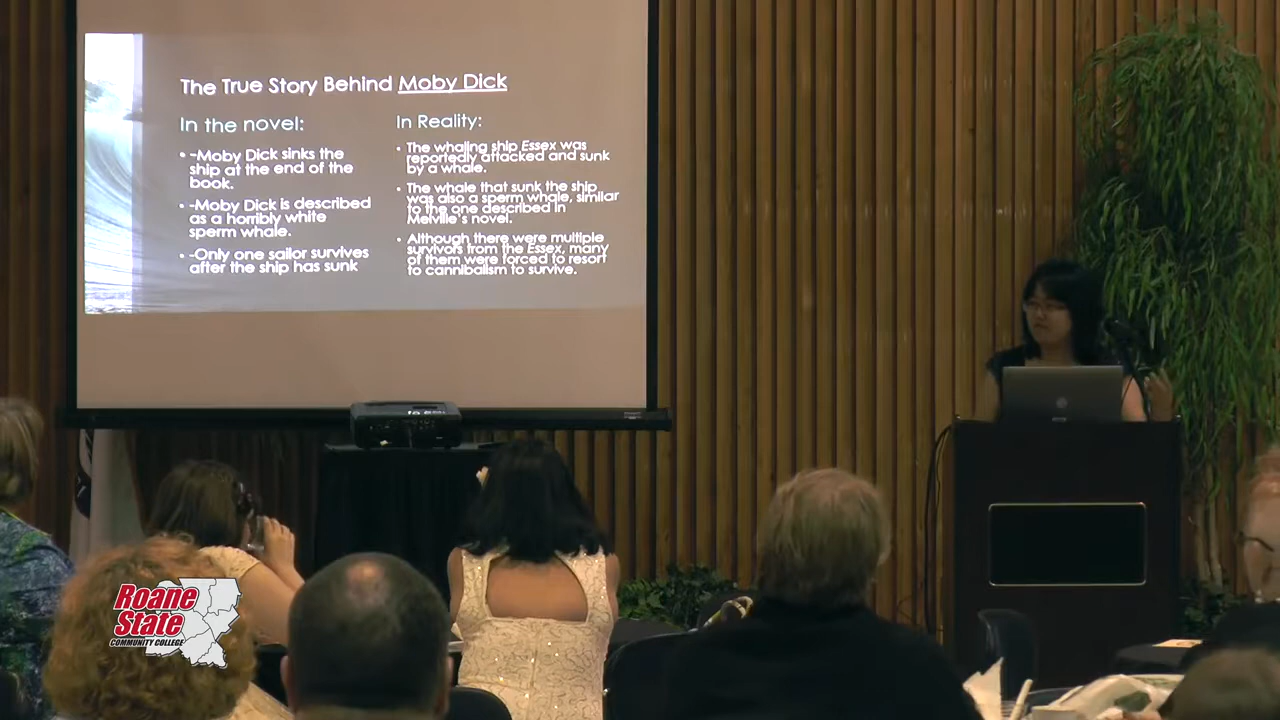 The True Story Behind Moby Dick
In the novel:
• -Moby Dick sinks the
ship at the end of the
book.
• -Moby Dick is described
as a horribly white
sperm whale.
• -Only one sailor survives
after the ship has sunk
In Reality:
• The whaling ship Essex was
reportedly attacked and sunk
by a whale.
• The whale that sunk the ship
was also a sperm whale, similar
to the one described in
Melville's novel.
• Although there were multiple
survivors from the Essex, many
of them were forced to resort
to cannibalism to survive.
Roane
State
COMMUNITY COLLEGE